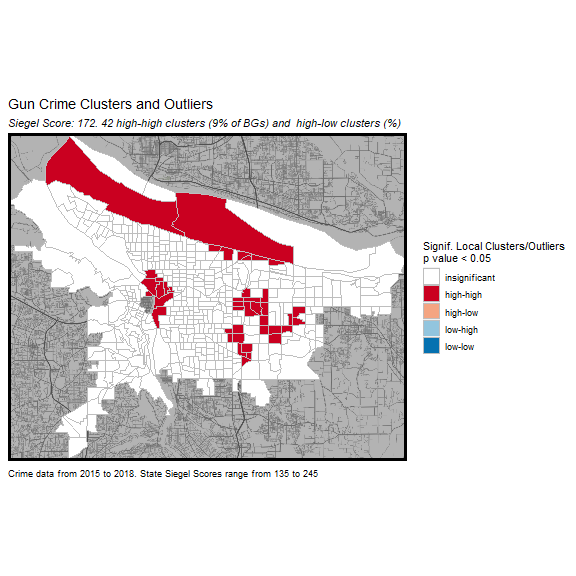 Gun Crime Clusters and Outliers
Siegel Score: 172. 42 high-high clusters (9% of BGs) and  high-low clusters (%)
Signif. Local Clusters/Outliers
p value < 0.05
insignificant
high-high
high-low
low-high
low-low
Crime data from 2015 to 2018. State Siegel Scores range from 135 to 245